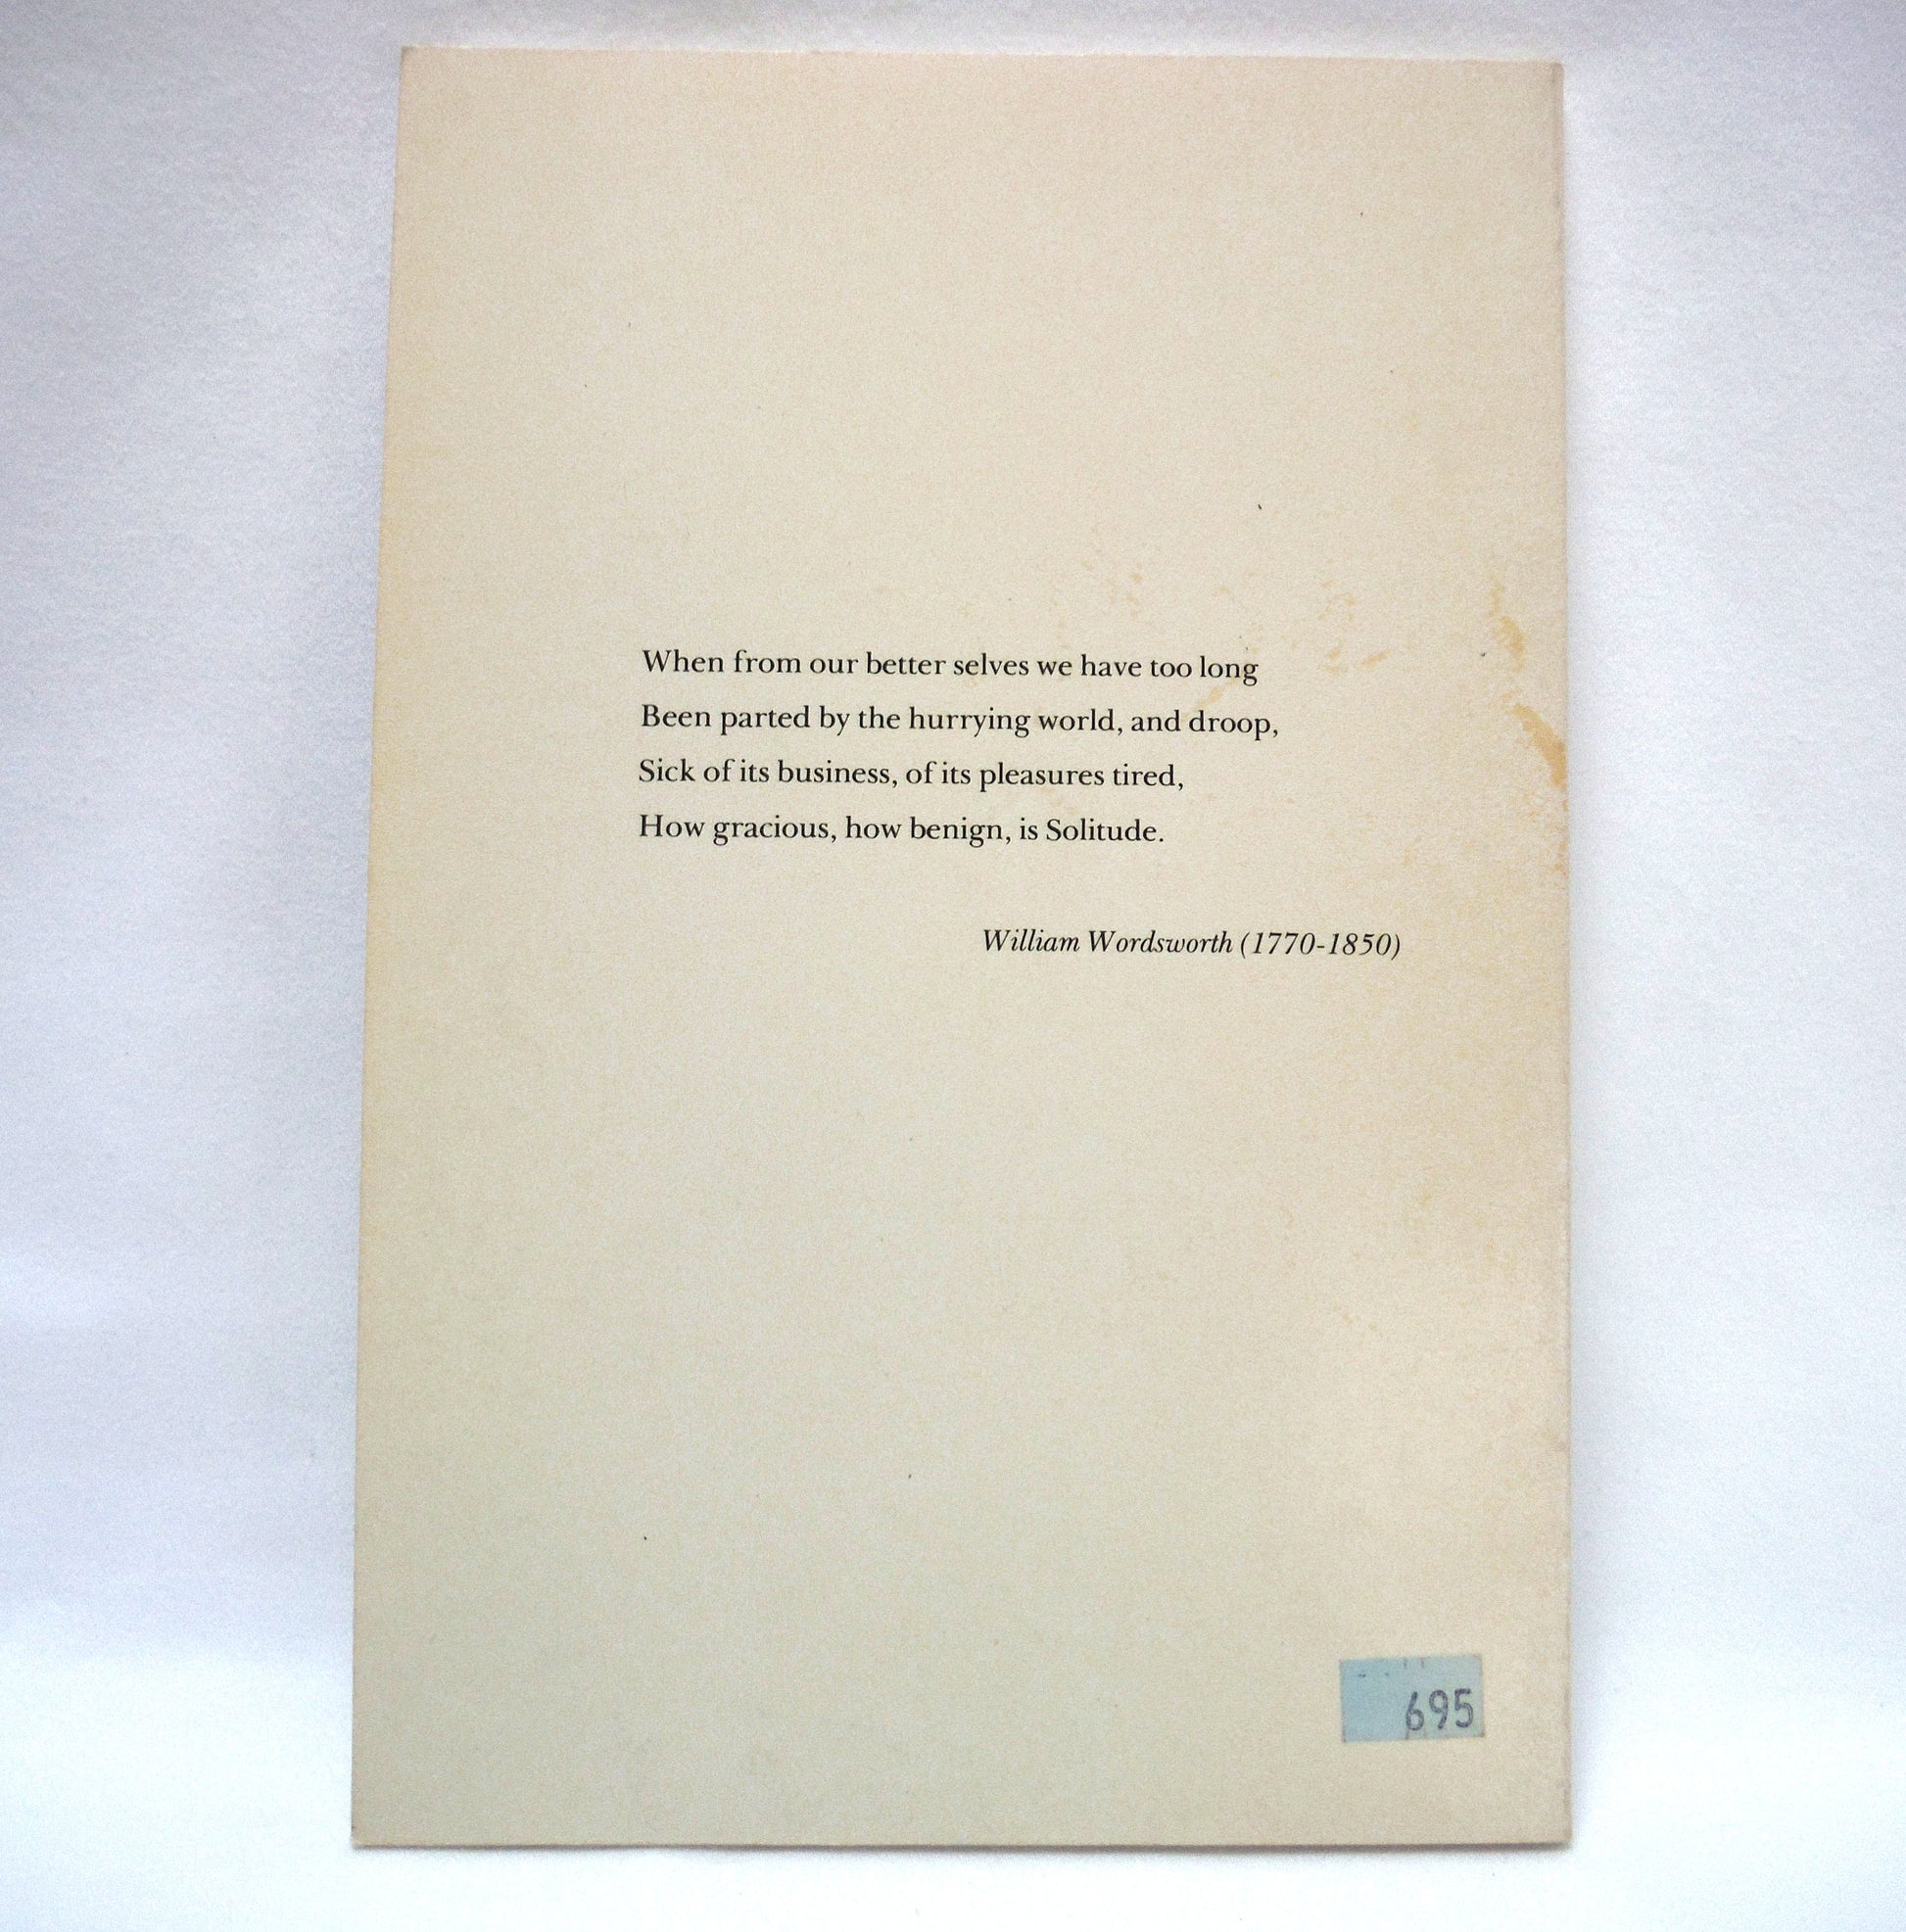 When from our better selves we have too long
Been parted by the hurrying world, and droop,
Sick of its business, of its pleasures tired,
How gracious, how benign, is Solitude.
William Wordsworth (1770-1850)
695